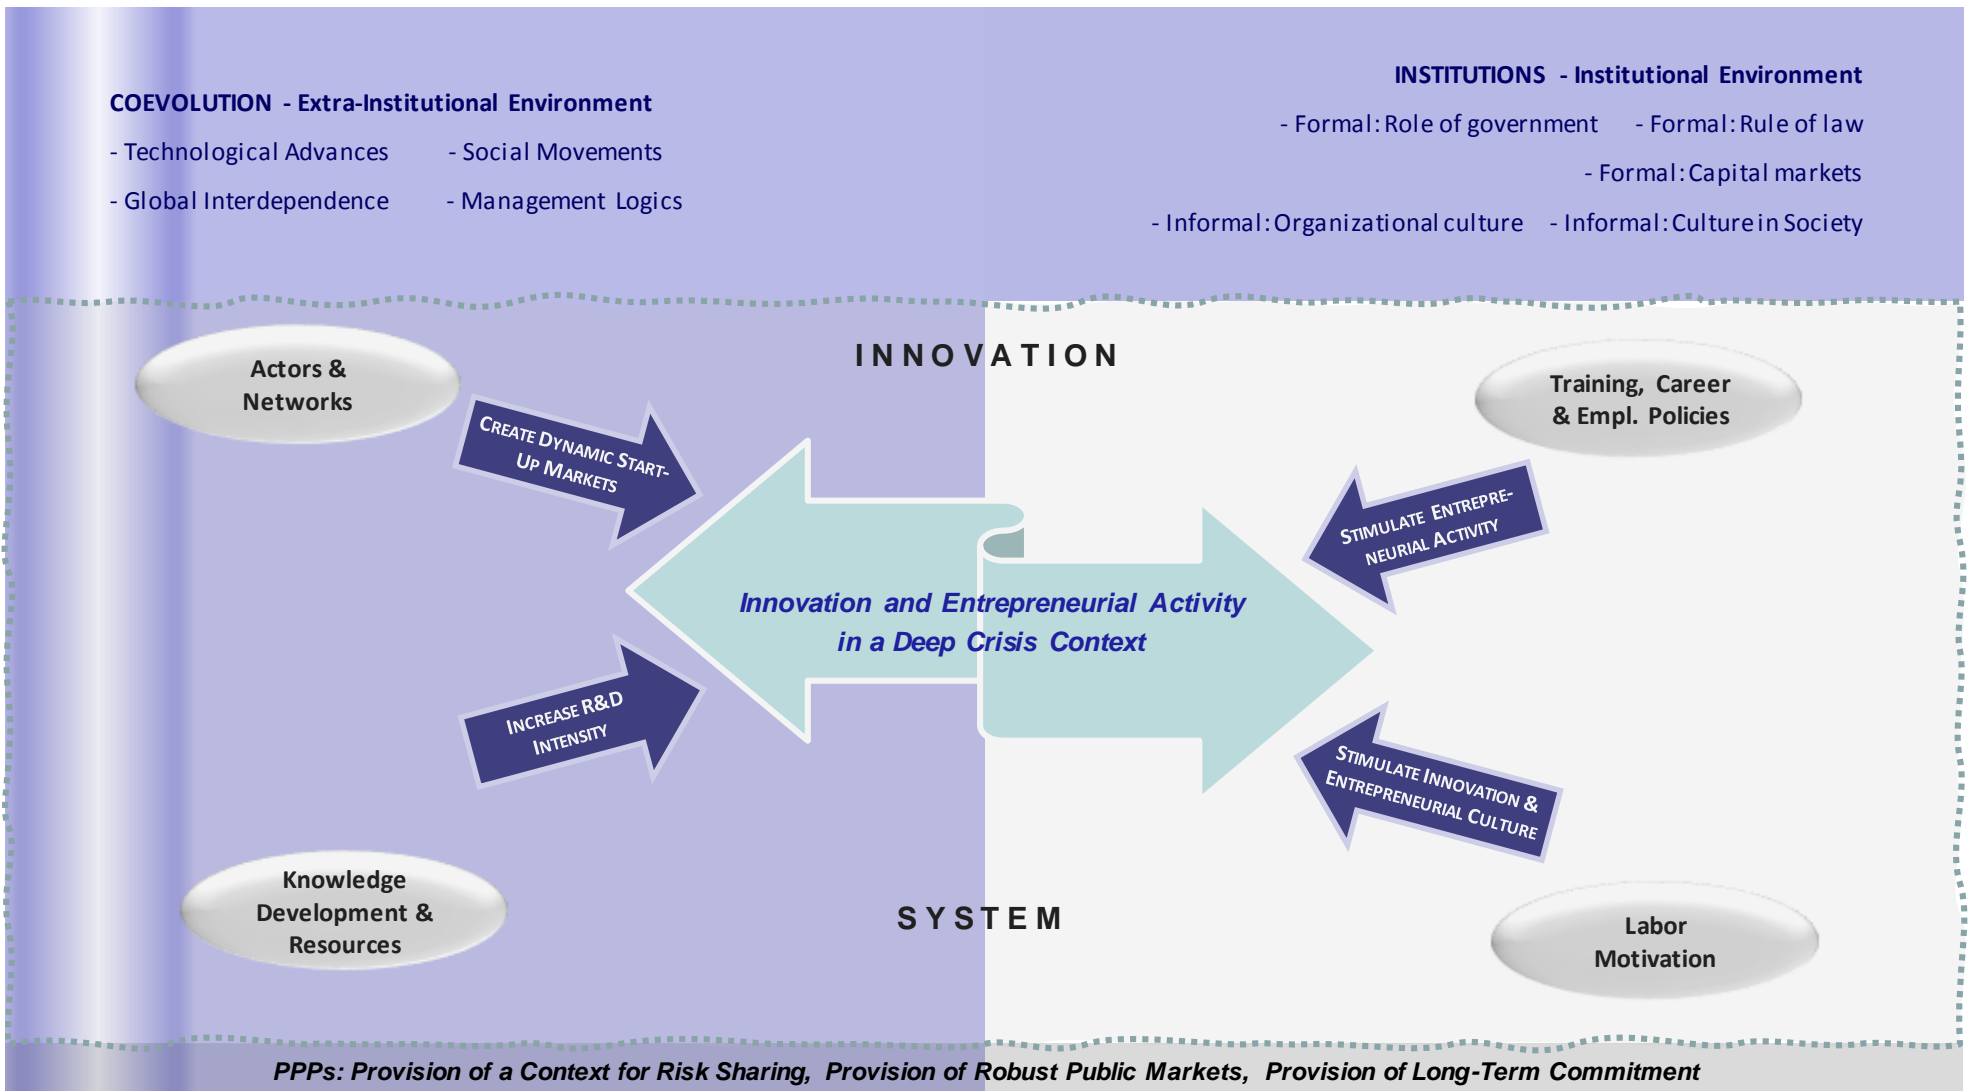 COEVOLUTION - Extra-Institutional Environment
- Technological Advances - Social Movements
- Global Interdependence - Management Logics
INSTITUTIONS - Institutional Environment
- Formal: Role of government - Formal: Rule of law
- Formal: Capital markets
- Informal: Organizational culture - Informal: Culture in Society
INNOVATION
Actors &
Networks
Training, Career
& Empl. Policies
CREATE DYNAMIC START-
UP MARKETS
STIMULATE ENTREPRE-
NEURIAL ACTIVITY
Innovation and Entrepreneurial Activity
in a Deep Crisis Context
INCREASE R&D
INTENSITY
STIMULATE INNOVATION &
ENTREPRENEURIAL CULTURE
Knowledge
Development &
Resources
SYSTEM
Labor
Motivation
PPPs: Provision of a Context for Risk Sharing, Provision of Robust Public Markets, Provision of Long-Term Commitment